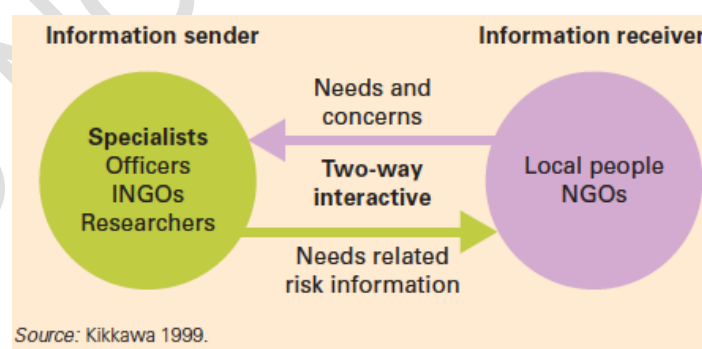 Information sender
Information receiver
Needs and
concerns
Specialists
Officers
INGOs
Researchers
Two-way
interactive
Local people
NGOs
Needs related
risk information
Source: Kikkawa 1999.